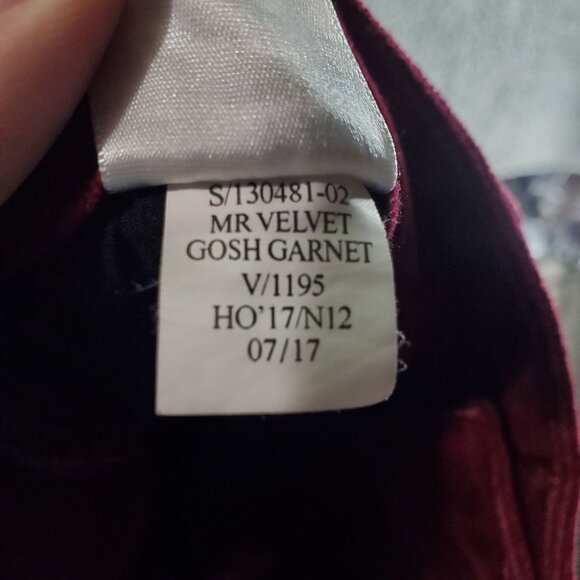 S/130481-02
MR VELVET
GOSH GARNET
V/1195
HO'17/N12
07/17